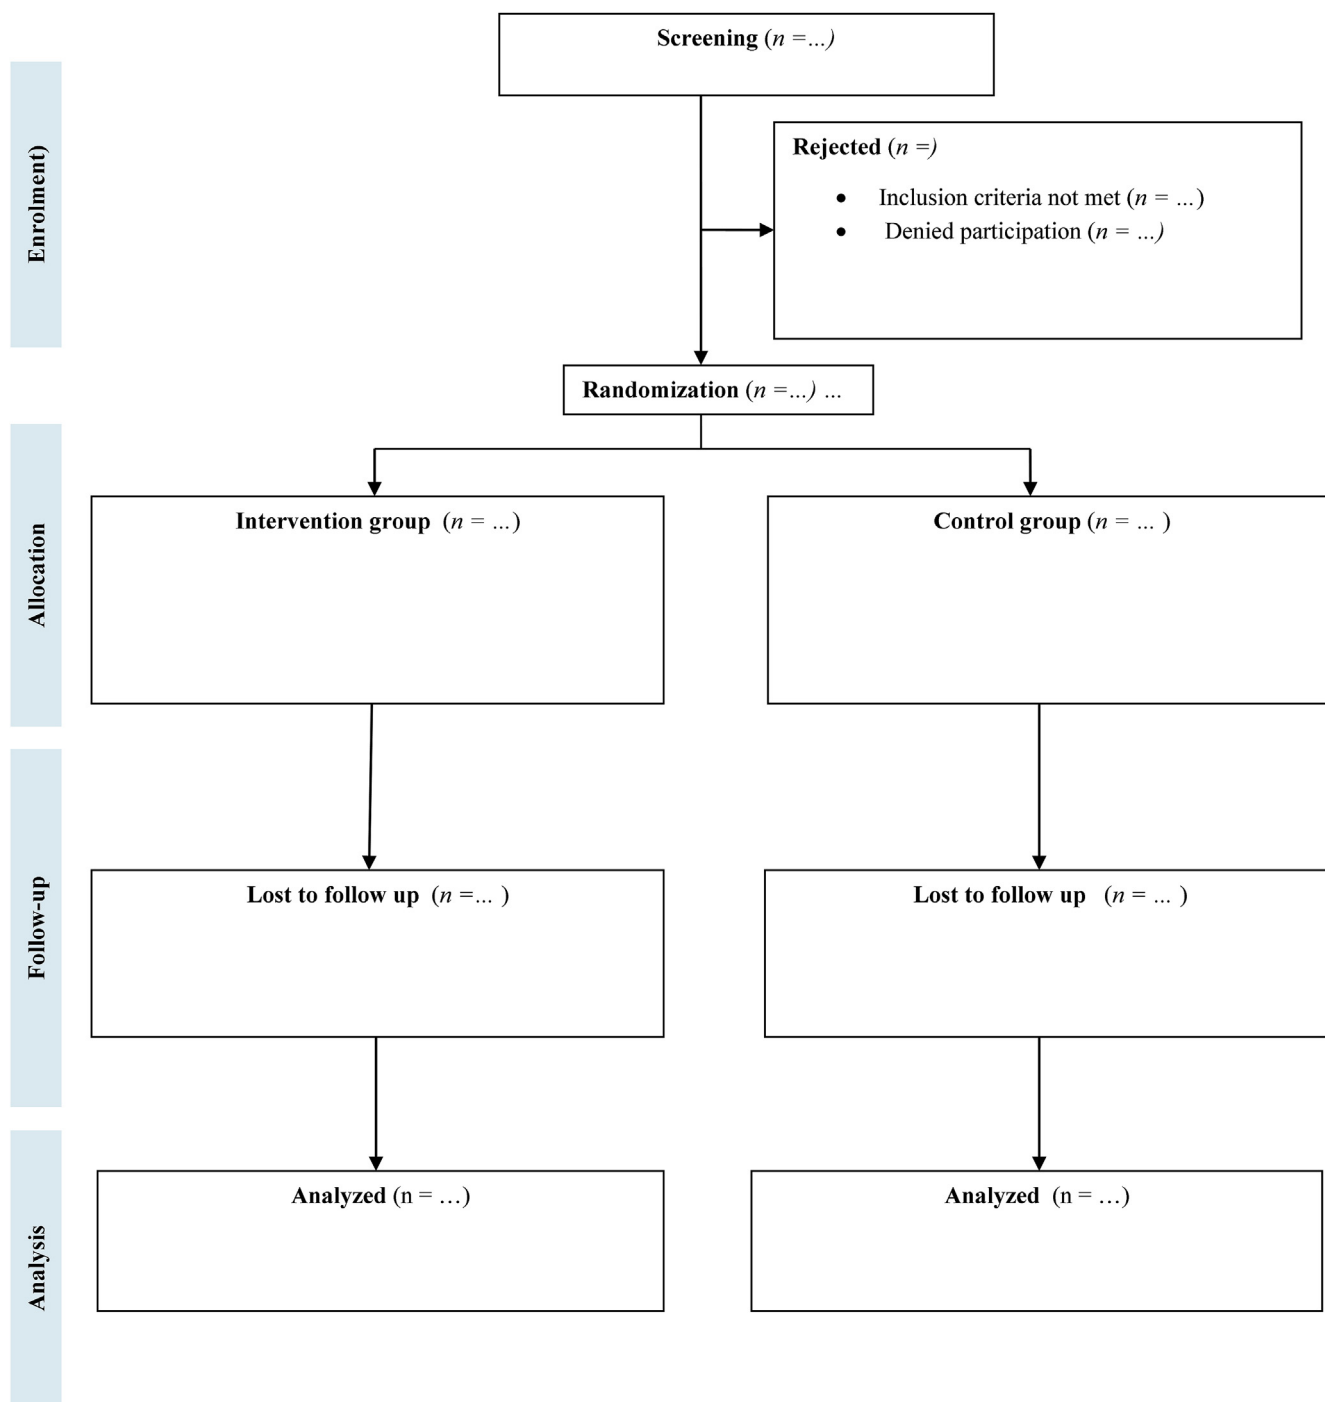 Screening (n =...)
Enrolment)
Rejected (n =)
• Inclusion criteria not met (n = ...)
• Denied participation (n = ...)
Randomization (n =...) ...
Allocation
Intervention group (n = ...)
Control group (n = ... )
Follow-up
Lost to follow up (n =... )
Lost to follow up (n = ... )
Analysis
Analyzed (n = …)
Analyzed (n = …)